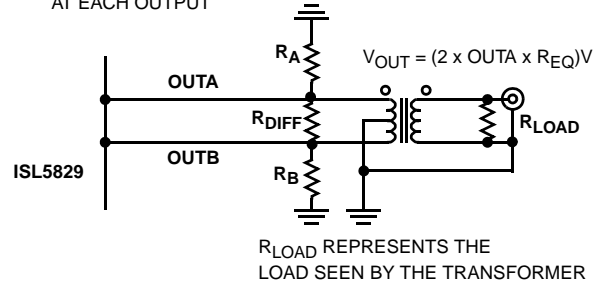 AT EACH OUTPUT
RA
VOUT = (2 x OUTA x REQ)V
OUTA
RDIFF
RLOAD
OUTB
RB
ISL5829
RLOAD REPRESENTS THE
LOAD SEEN BY THE TRANSFORMER